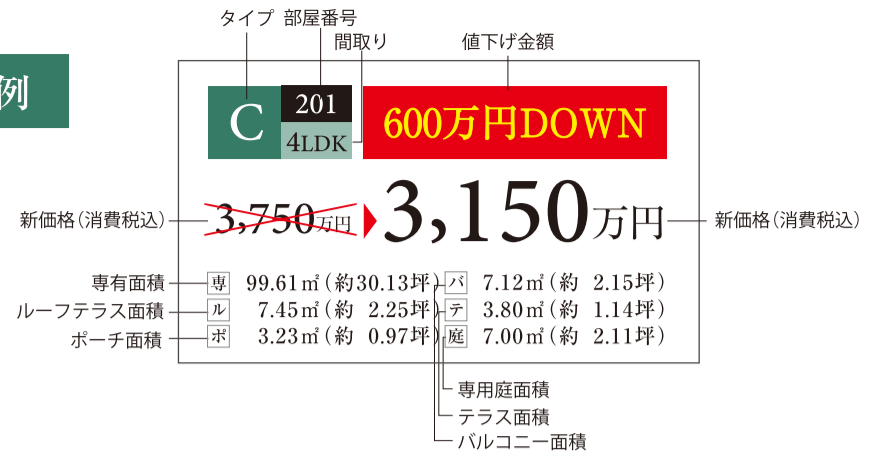 タイプ 部屋番号
間取り 値下げ金額
例
C 201 600万円DOWN
4LDK
新価格(消費税込) 3,750万円 3,150万円 新価格(消費税込)
専有面積 専 99.61㎡(約30.13坪) バ 7.12㎡(約 2.15坪)
ルーフテラス面積 ル 7.45㎡(約 2.25坪) テ 3.80㎡(約 1.14坪)
ポーチ面積 ポ 3.23㎡(約 0.97坪) 庭 7.00㎡(約 2.11坪)
専用庭面積
テラス面積
バルコニー面積